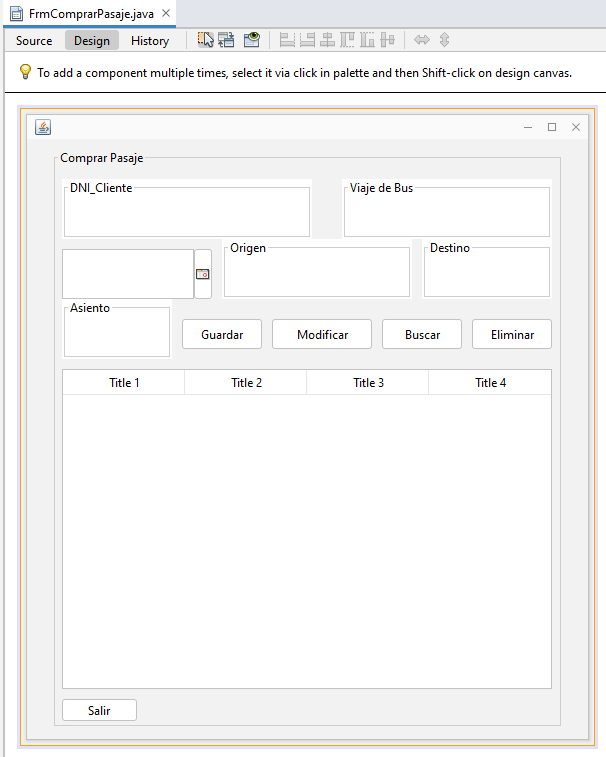 FrmComprarPasaje.java
Source Design History
To add a component multiple times, select it via click in palette and then Shift-click on design canvas.
Comprar Pasaje
DNI_Cliente Viaje de Bus
Origen Destino
Asiento
Guardar Modificar Buscar Eliminar
Title 1 Title 2 Title 3 Title 4
Salir